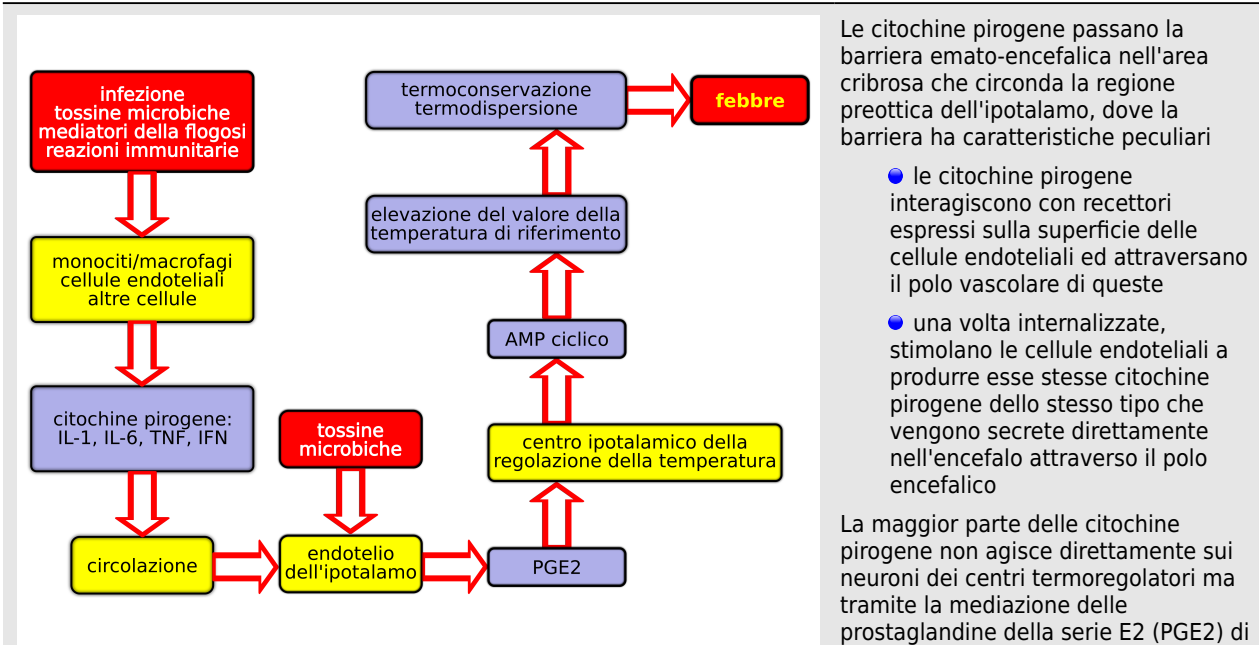 infezione
tossine microbiche
mediatori della flogosi
reazioni immunitarie
monociti/macrofagi
cellule endoteliali
altre cellule
citochine pirogene:
IL-1, IL-6, TNF, IFN
circolazione
tossine
microbiche
endotelio
dell'ipotalamo
PGE2
centro ipotalamico della
regolazione della temperatura
AMP ciclico
elevazione del valore della
temperatura di riferimento
termoconservazione
termodispersione
febbre
Le citochine pirogene passano la
barriera emato-encefalica nell'area
cribrosa che circonda la regione
preottica dell'ipotalamo, dove la
barriera ha caratteristiche peculiari
le citochine pirogene
interagiscono con recettori
espressi sulla superficie delle
cellule endoteliali ed attraversano
il polo vascolare di queste
una volta internalizzate,
stimolano le cellule endoteliali a
produrre esse stesse citochine
pirogene dello stesso tipo che
vengono secrete direttamente
nell'encefalo attraverso il polo
encefalico
La maggior parte delle citochine
pirogene non agisce direttamente sui
neuroni dei centri termoregolatori ma
tramite la mediazione delle
prostaglandine della serie E2 (PGE2) di